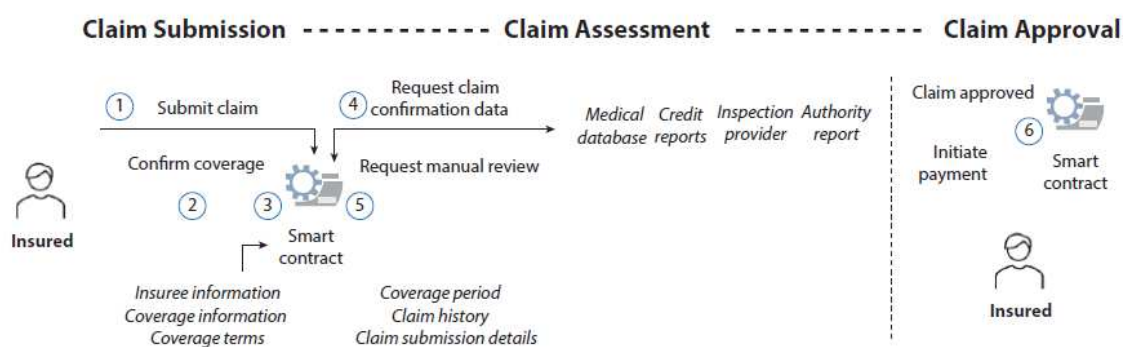 Claim Submission
Claim Assessment
Claim Approval
1
Submit claim
4
Request claim
confirmation data
Medical
database
Credit
reports
Inspection
provider
Authority
report
Claim approved
6
Initiate
payment
Smart
contract
Confirm coverage
Request manual review
2
3
5
Insured
Smart
contract
Insuree information
Coverage information
Coverage terms
Coverage period
Claim history
Claim submission details
Insured